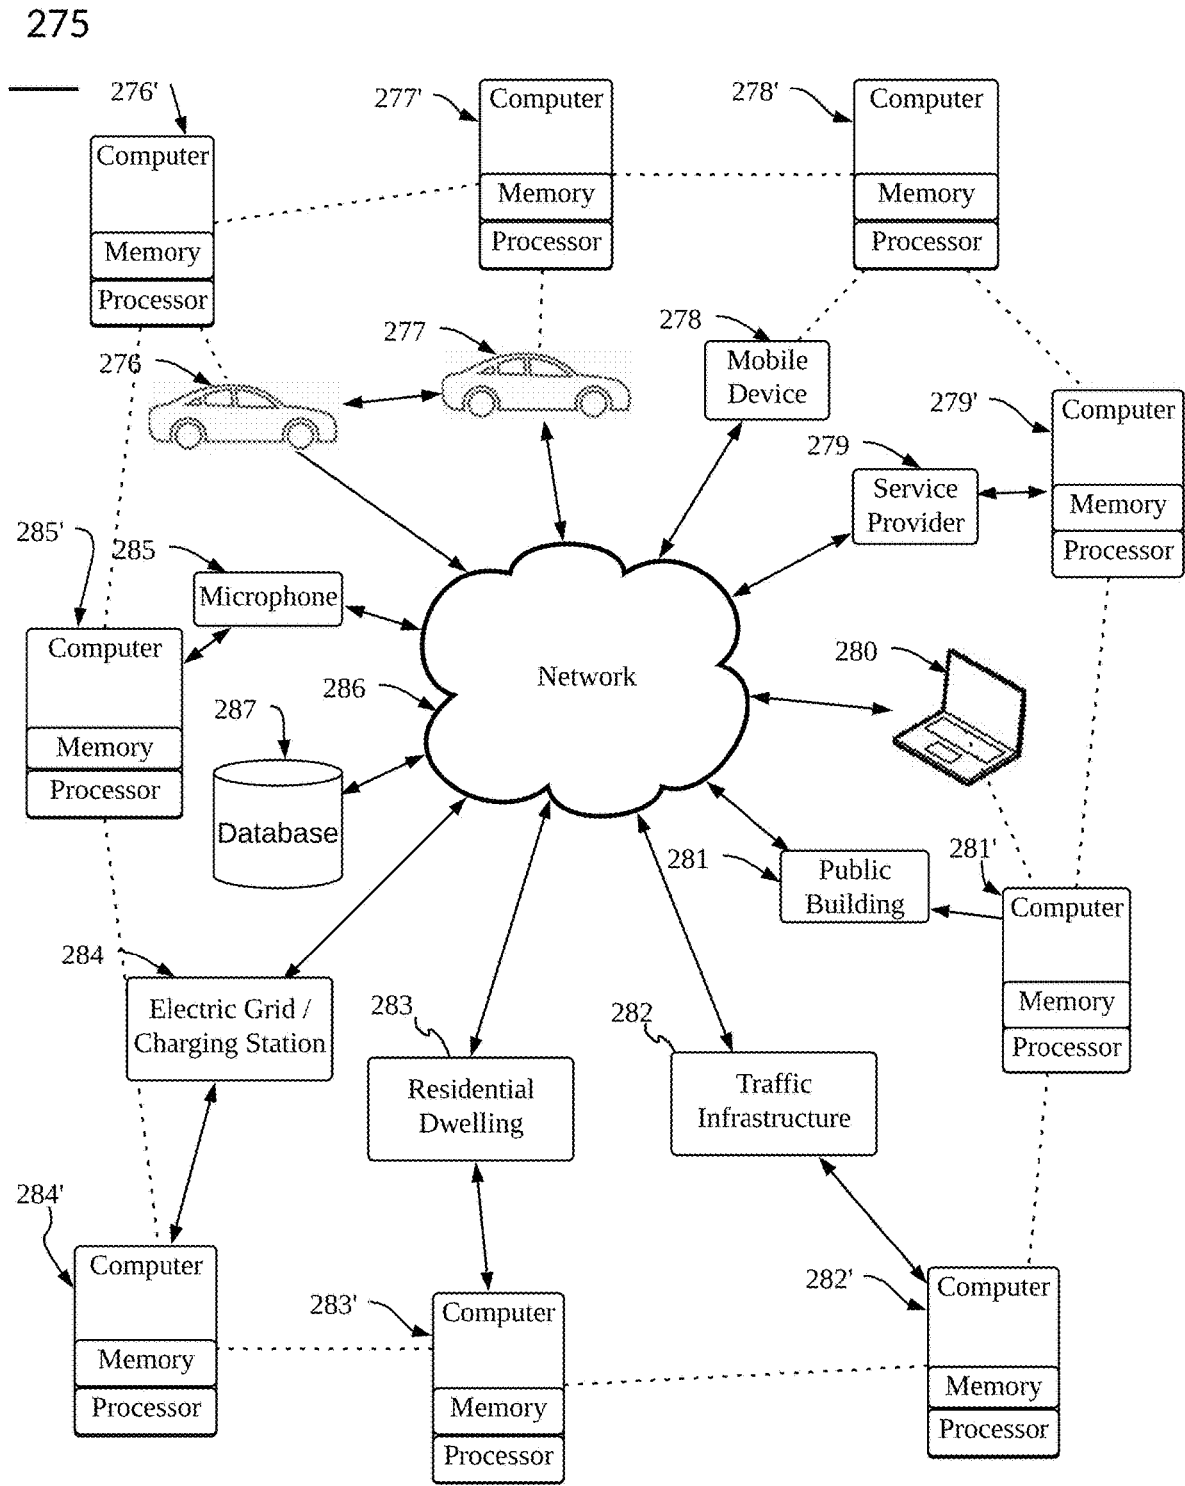 275
276'
277'
278'
Computer
Memory
Processor
Computer
Memory
Processor
Computer
Memory
Processor
276
277
278
Mobile
Device
279'
Computer
Memory
Processor
279
Service
Provider
285'
285
Microphone
Computer
Memory
Processor
286
Network
280
287
Database
281
Public
Building
281'
Computer
Memory
Processor
284
Electric Grid /
Charging Station
283
Residential
Dwelling
282
Traffic
Infrastructure
284'
Computer
Memory
Processor
283'
Computer
Memory
Processor
282'
Computer
Memory
Processor